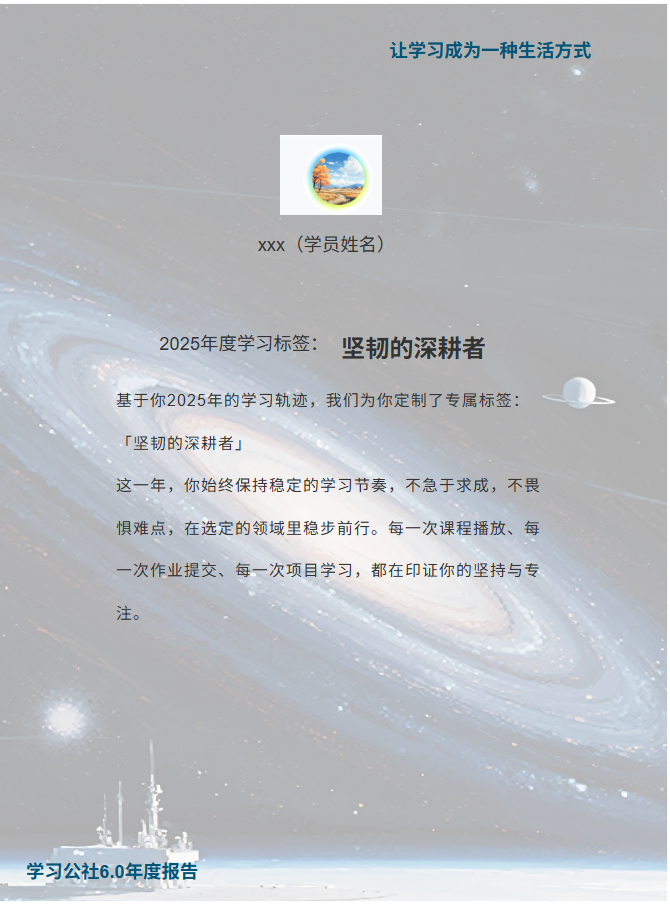 让学习成为一种生活方式
xxx（学员姓名）
2025年度学习标签： 坚韧的深耕者
基于你2025年的学习轨迹，我们为你定制了专属标签：
「坚韧的深耕者」
这一年，你始终保持稳定的学习节奏，不急于求成，不畏
惧难点，在选定的领域里稳步前行。每一次课程播放、每
一次作业提交、每一次项目学习，都在印证你的坚持与专
注。
学习公社6.0年度报告